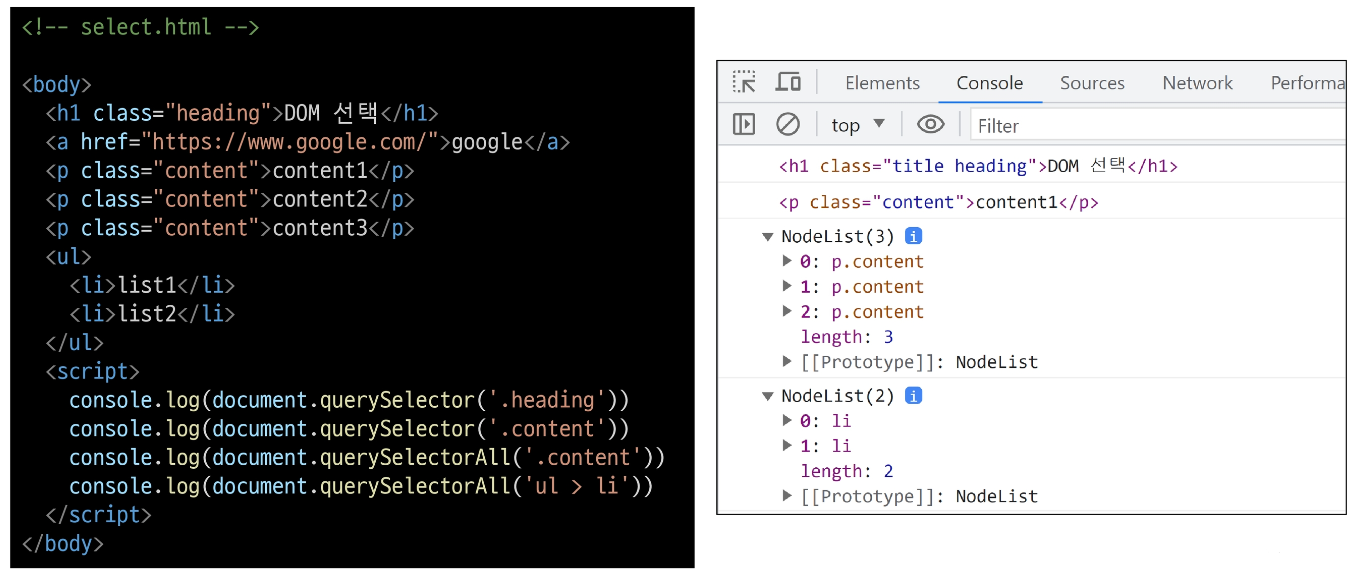 <!-- select.html -->
<body>
<h1 class="heading">DOM 선택</h1>
<a href="https://www.google.com/">google</a>
<p class="content">content1</p>
<p class="content">content2</p>
<p class="content">content3</p>
<ul>
<li>list1</li>
<li>list2</li>
</ul>
<script>
console.log(document.querySelector('.heading'))
console.log(document.querySelector('.content'))
console.log(document.querySelectorAll('.content'))
console.log(document.querySelectorAll('ul > li'))
</script>
</body>
Elements Console Sources Network Performa
top ▼ Filter
<h1 class="title heading">DOM 선택</h1>
<p class="content">content1</p>
▼ NodeList(3) i
▶ 0: p.content
▶ 1: p.content
▶ 2: p.content
length: 3
▶ [[Prototype]]: NodeList
▼ NodeList(2) i
▶ 0: li
▶ 1: li
length: 2
▶ [[Prototype]]: NodeList